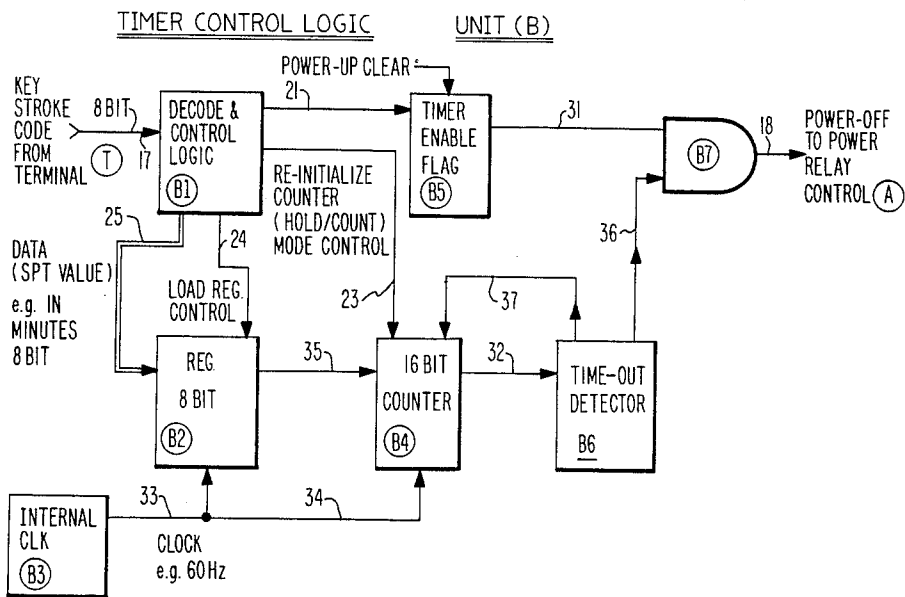 TIMER CONTROL LOGIC UNIT (B)
POWER-UP CLEAR
KEY
STROKE
CODE
FROM
TERMINAL T
8 BIT
17
DECODE &
CONTROL
LOGIC
B1
21
TIMER
ENABLE
FLAG
B5
31
B7
18
POWER-OFF
TO POWER
RELAY
CONTROL A
RE-INITIALIZE
COUNTER
(HOLD/COUNT)
MODE CONTROL
25
24
23
36
37
DATA
(SPT VALUE)
e.g. IN
MINUTES
8 BIT
LOAD REG.
CONTROL
REG.
8 BIT
B2
35
16 BIT
COUNTER
B4
32
TIME-OUT
DETECTOR
B6
INTERNAL
CLK
B3
33
34
CLOCK
e.g. 60 Hz